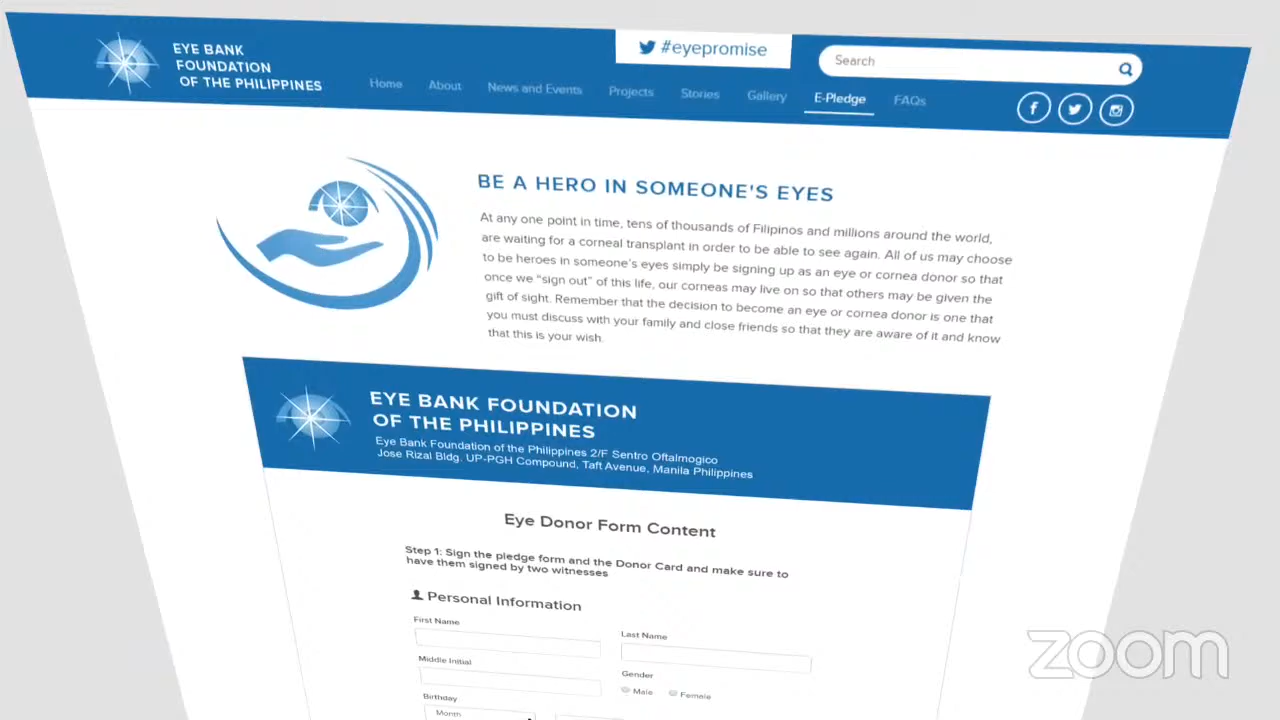 EYE BANK
FOUNDATION
OF THE PHILIPPINES
#eyepromise
Search
Home About News and Events Projects Stories Gallery E-Pledge FAQs
BE A HERO IN SOMEONE'S EYES
At any one point in time, tens of thousands of Filipinos and millions around the world,
are waiting for a corneal transplant in order to be able to see again. All of us may choose
to be heroes in someone's eyes simply be signing up as an eye or cornea donor so that
once we “sign out” of this life, our corneas may live on so that others may be given the
gift of sight. Remember that the decision to become an eye or cornea donor is one that
you must discuss with your family and close friends so that they are aware of it and know
that this is your wish.
EYE BANK FOUNDATION
OF THE PHILIPPINES
Eye Bank Foundation of the Philippines 2/F Sentro Oftalmogico
Jose Rizal Bldg. UP-PGH Compound, Taft Avenue, Manila Philippines
Eye Donor Form Content
Step 1: Sign the pledge form and the Donor Card and make sure to
have them signed by two witnesses
Personal Information
First Name
Last Name
Middle Initial
Gender
Male Female
Birthday
Month
zoom